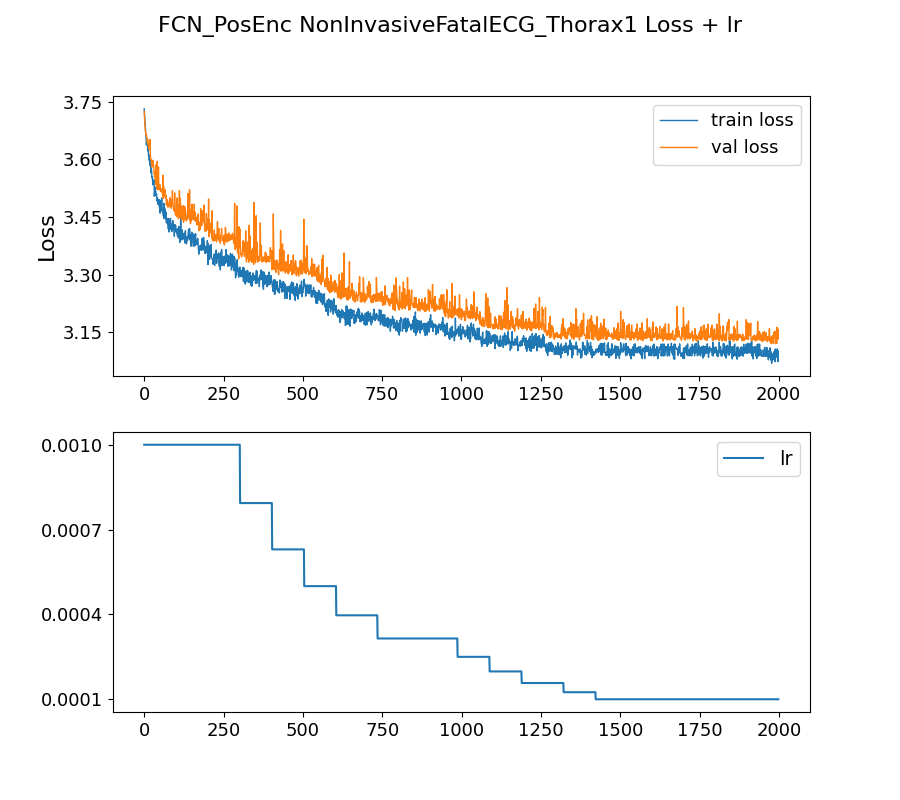 FCN_PosEnc NonInvasiveFatalECG_Thorax1 Loss + lr
3.75
3.60
3.45
3.30
3.15
Loss
train loss
val loss
0 250 500 750 1000 1250 1500 1750 2000
0.0010
0.0007
0.0004
0.0001
lr
0 250 500 750 1000 1250 1500 1750 2000